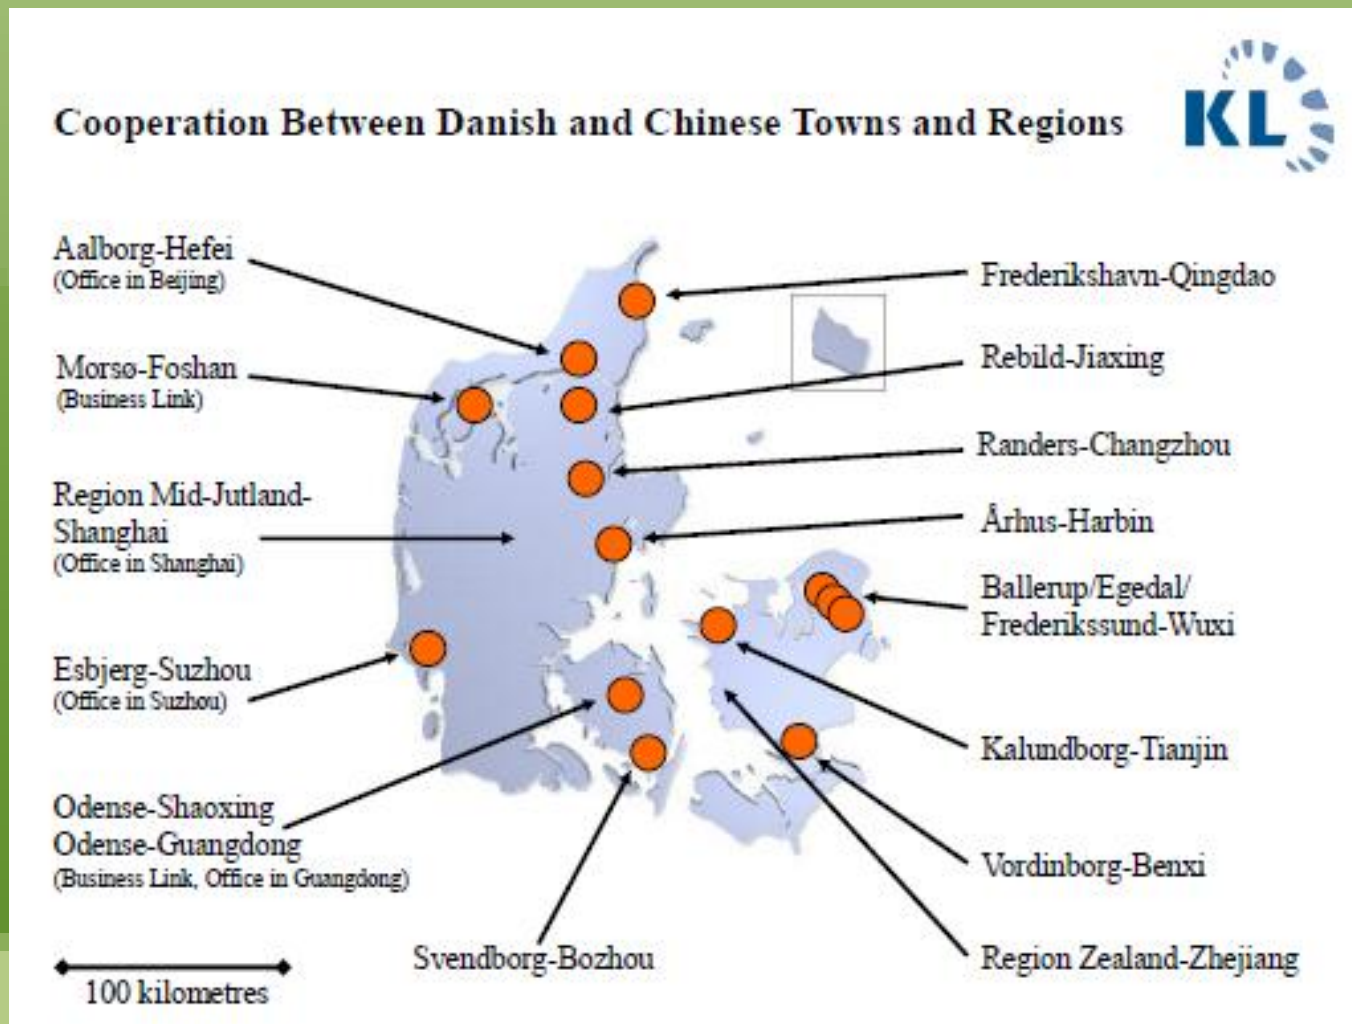 KL
Cooperation Between Danish and Chinese Towns and Regions
Aalborg-Hefei
(Office in Beijing)
Morsø-Foshan
(Business Link)
Region Mid-Jutland-
Shanghai
(Office in Shanghai)
Esbjerg-Suzhou
(Office in Suzhou)
Odense-Shaoxing
Odense-Guangdong
(Business Link, Office in Guangdong)
Svendborg-Bozhou
100 kilometres
Frederikshavn-Qingdao
Rebild-Jiaxing
Randers-Changzhou
Århus-Harbin
Ballerup/Egedal/
Frederikssund-Wuxi
Kalundborg-Tianjin
Vordinborg-Benxi
Region Zealand-Zhejiang